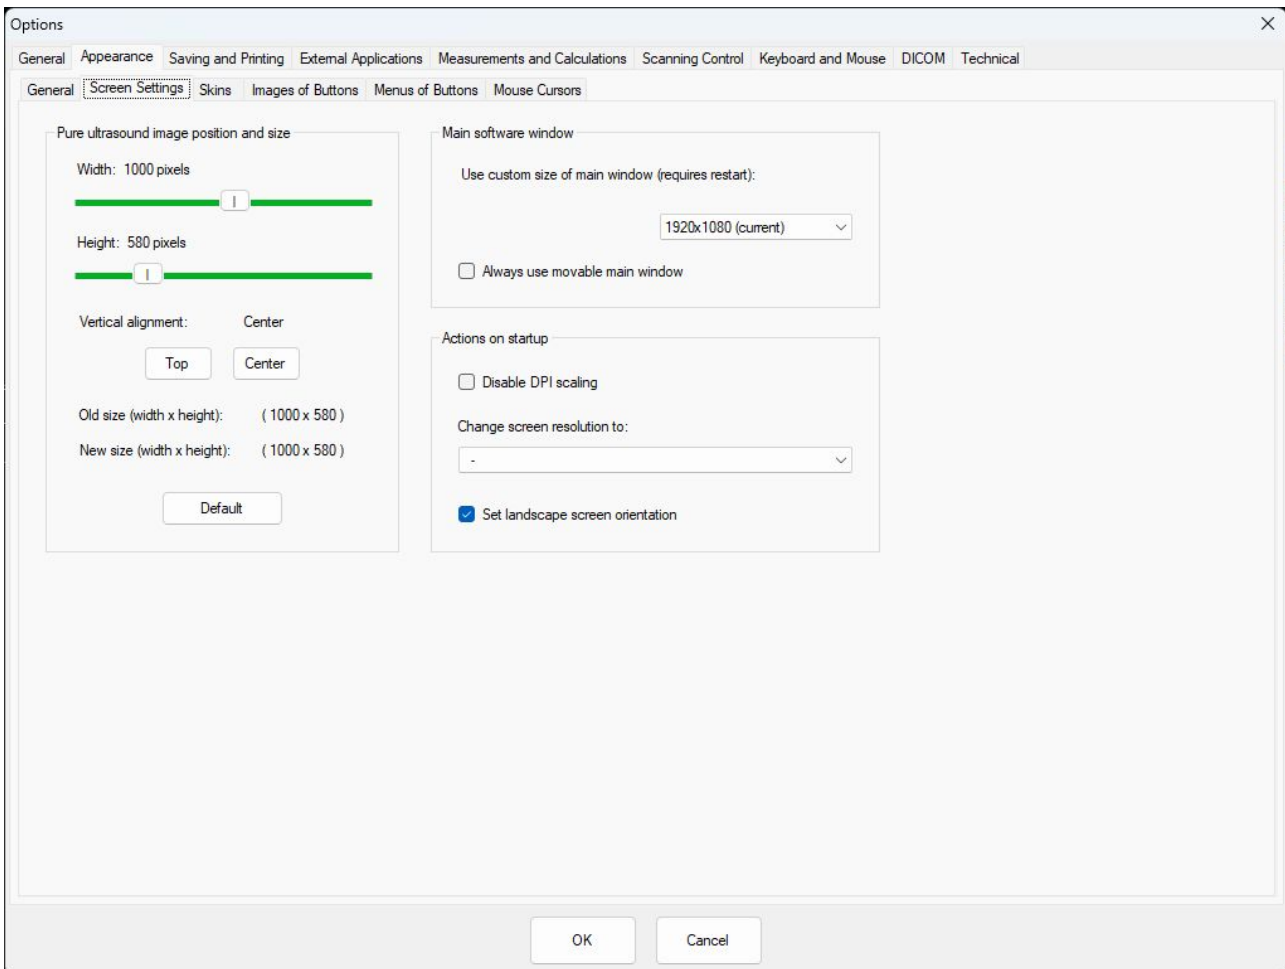 Options
General Appearance Saving and Printing External Applications Measurements and Calculations Scanning Control Keyboard and Mouse DICOM Technical
General Screen Settings Skins Images of Buttons Menus of Buttons Mouse Cursors
Pure ultrasound image position and size
Width: 1000 pixels
Height: 580 pixels
Vertical alignment: Center
Top Center
Old size (width x height): ( 1000 x 580 )
New size (width x height): ( 1000 x 580 )
Default
Main software window
Use custom size of main window (requires restart):
1920x1080 (current)
Always use movable main window
Actions on startup
Disable DPI scaling
Change screen resolution to:
-
Set landscape screen orientation
OK Cancel